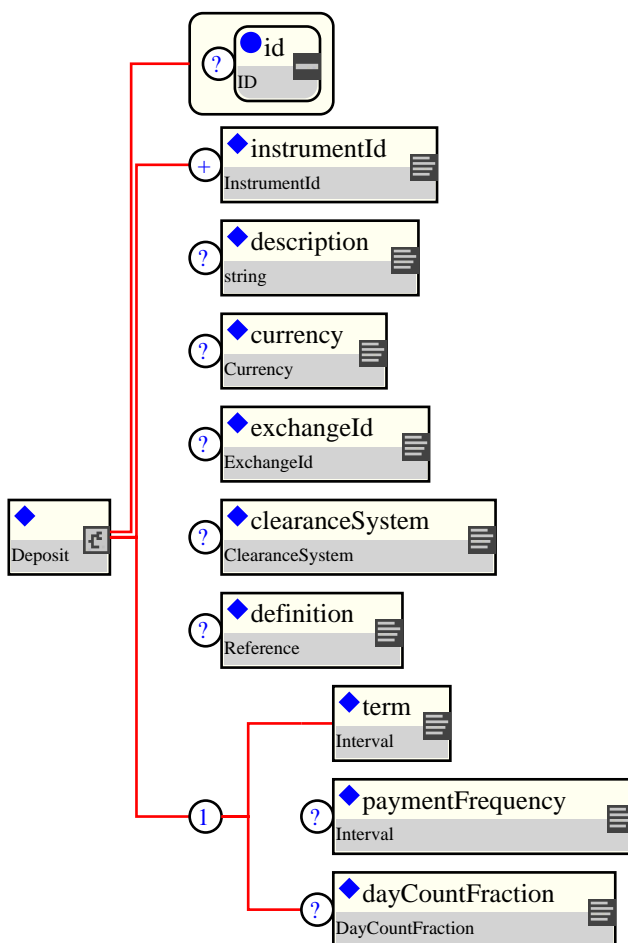 ?
id
ID
+
instrumentId
InstrumentId
?
description
string
?
currency
Currency
?
exchangeId
ExchangeId
Deposit
?
clearanceSystem
ClearanceSystem
?
definition
Reference
term
Interval
1
?
paymentFrequency
Interval
?
dayCountFraction
DayCountFraction